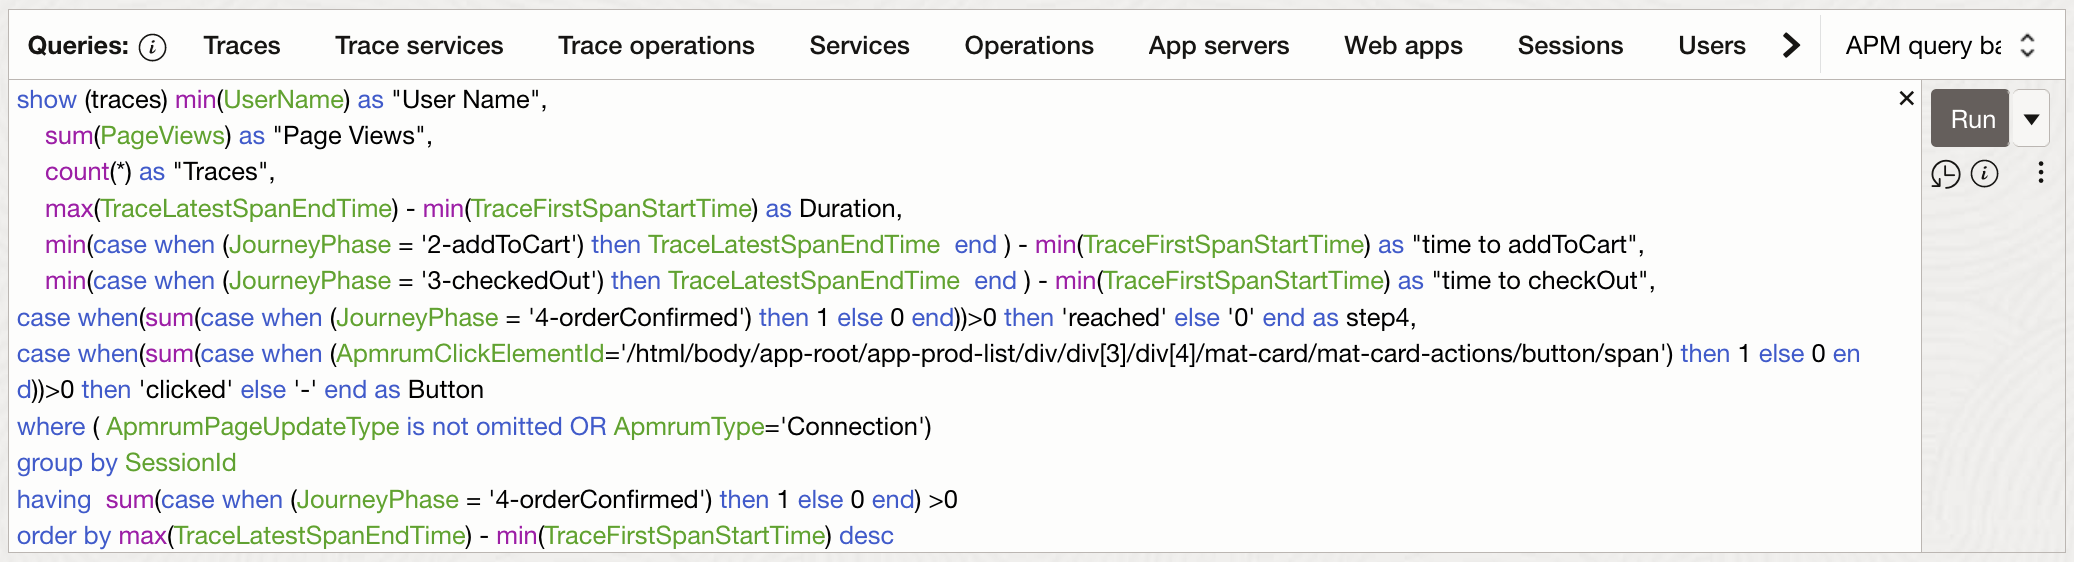 Queries: i Traces Trace services Trace operations Services Operations App servers Web apps Sessions Users APM query ba
show (traces) min(UserName) as "User Name",
sum(PageViews) as "Page Views",
count(*) as "Traces",
max(TraceLatestSpanEndTime) - min(TraceFirstSpanStartTime) as Duration,
min(case when (JourneyPhase = '2-addToCart') then TraceLatestSpanEndTime  end ) - min(TraceFirstSpanStartTime) as "time to addToCart",
min(case when (JourneyPhase = '3-checkedOut') then TraceLatestSpanEndTime  end ) - min(TraceFirstSpanStartTime) as "time to checkOut",
case when(sum(case when (JourneyPhase = '4-orderConfirmed') then 1 else 0 end))>0 then 'reached' else '0' end as step4,
case when(sum(case when (ApmrumClickElementId='/html/body/app-root/app-prod-list/div/div[3]/div[4]/mat-card/mat-card-actions/button/span') then 1 else 0 en
d))>0 then 'clicked' else '-' end as Button
where ( ApmrumPageUpdateType is not omitted OR ApmrumType='Connection')
group by SessionId
having  sum(case when (JourneyPhase = '4-orderConfirmed') then 1 else 0 end) >0
order by max(TraceLatestSpanEndTime) - min(TraceFirstSpanStartTime) desc
Run
i